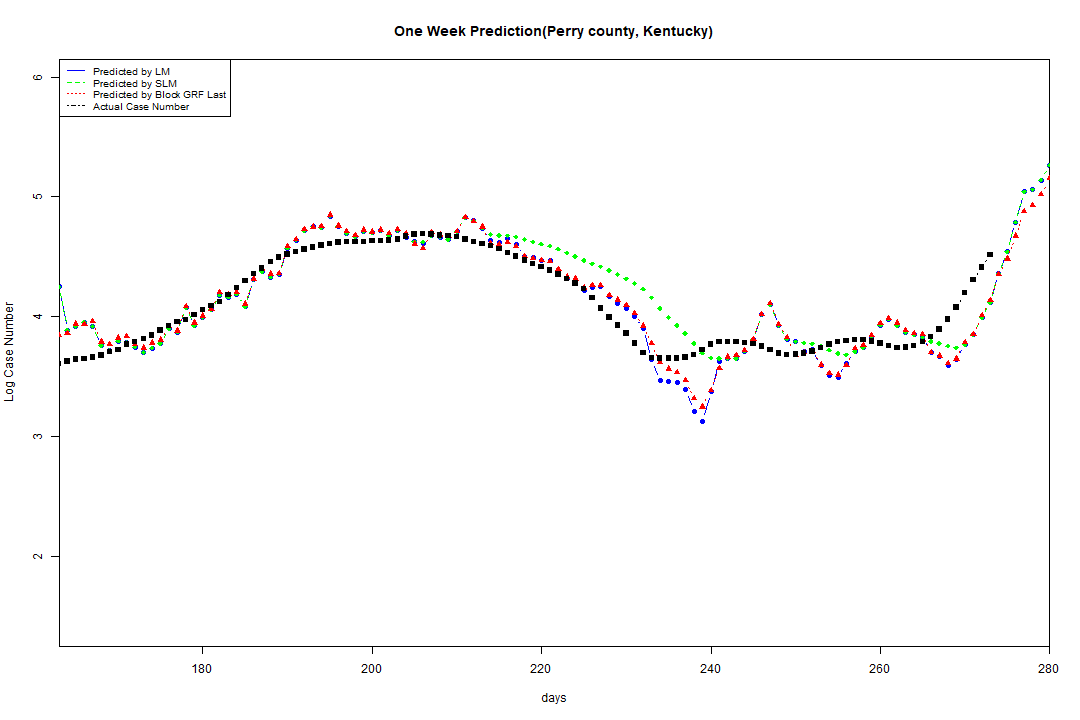 One Week Prediction(Perry county, Kentucky)
Predicted by LM
Predicted by SLM
Predicted by Block GRF Last
Actual Case Number
6
5
4
3
2
Log Case Number
180 200 220 240 260 280
days